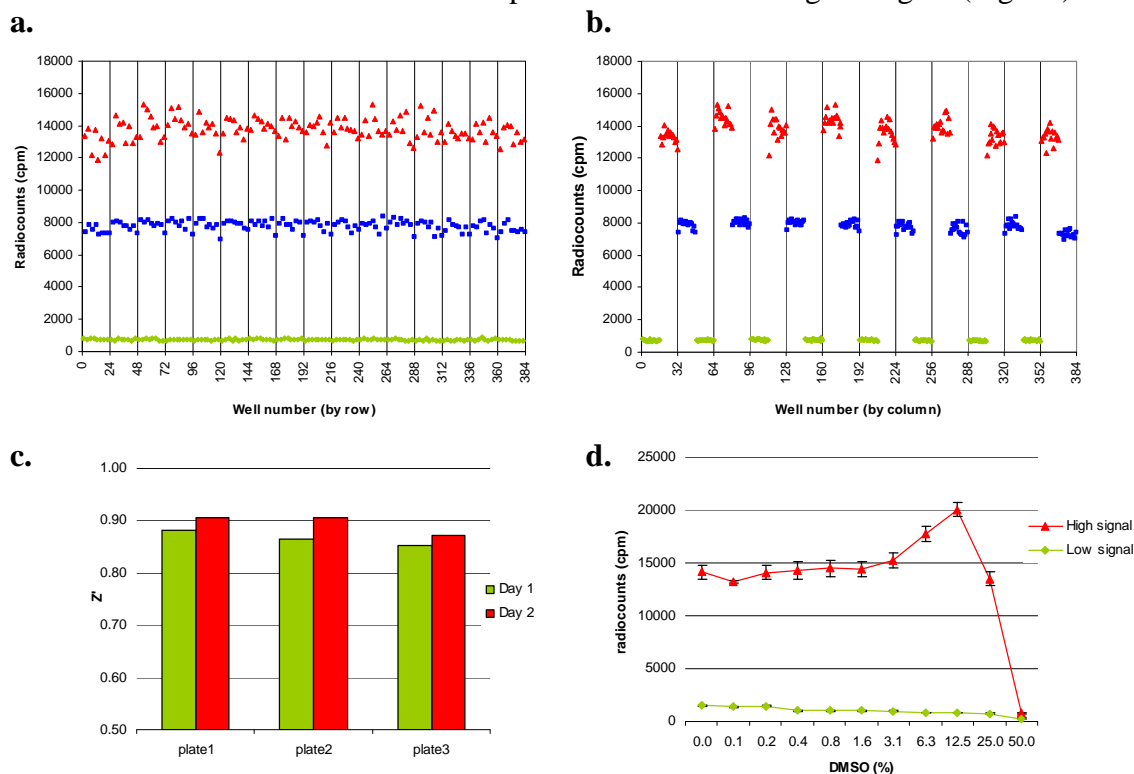 a.
b.
18000
16000
14000
12000
10000
8000
6000
4000
2000
0
Radiocounts (cpm)
0 24 48 72 96 120 144 168 192 216 240 264 288 312 336 360 384
Well number (by row)
18000
16000
14000
12000
10000
8000
6000
4000
2000
0
Radiocounts (cpm)
0 32 64 96 128 160 192 224 256 288 320 352 384
Well number (by column)
c.
d.
1.00
0.90
0.80
0.70
0.60
0.50
Z'
plate1 plate2 plate3
Day 1
Day 2
25000
20000
15000
10000
5000
0
radiocounts (cpm)
0.0 0.1 0.2 0.4 0.8 1.6 3.1 6.3 12.5 25.0 50.0
DMSO (%)
High signal
Low signal